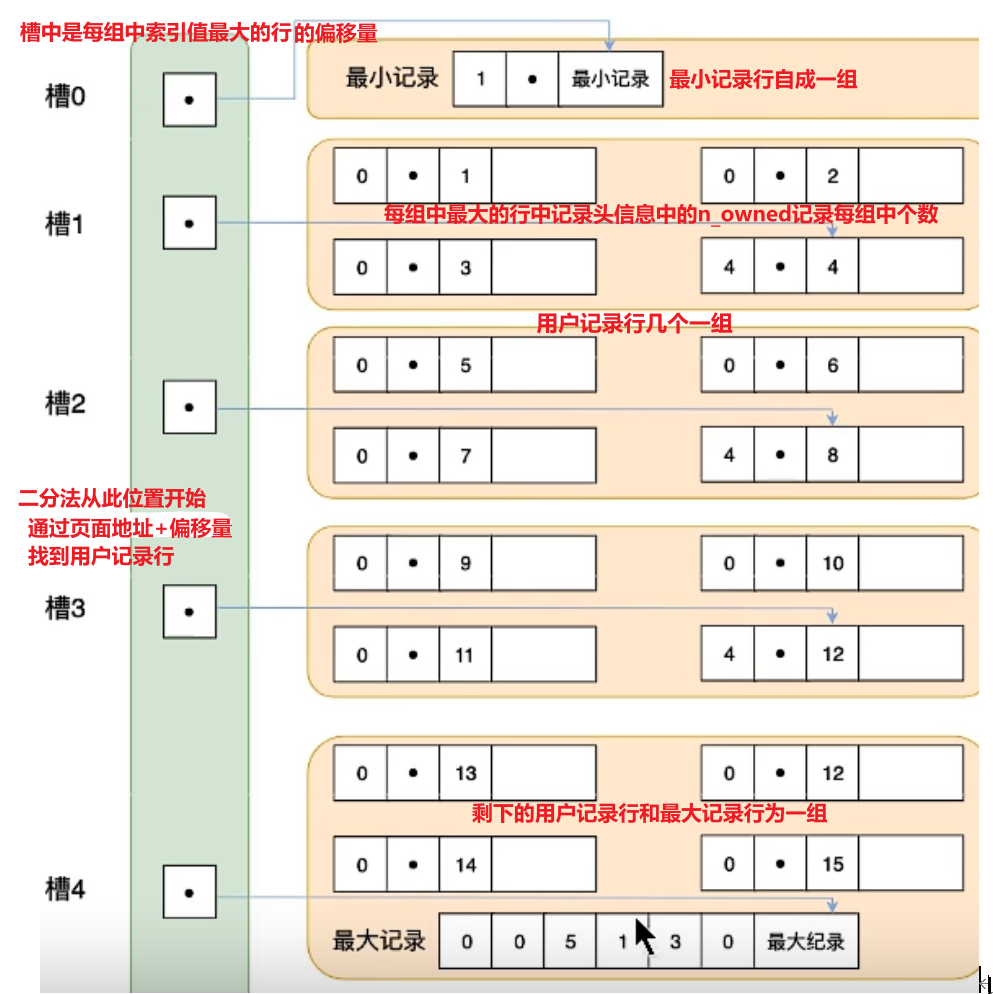 槽中是每组中索引值最大的行的偏移量
槽0
最小记录 1 • 最小记录 最小记录行自成一组
0 • 1 0 • 2
槽1
每组中最大的行中记录头信息中的n_owned记录每组中个数
0 • 3 4 • 4
用户记录行几个一组
0 • 5 0 • 6
槽2
0 • 7 4 • 8
二分法从此位置开始
通过页面地址+偏移量
找到用户记录行
0 • 9 0 • 10
槽3
0 • 11 4 • 12
0 • 13 0 • 12
剩下的用户记录行和最大记录行为一组
0 • 14 0 • 15
槽4
最大记录 0 0 5 1 3 0 最大纪录